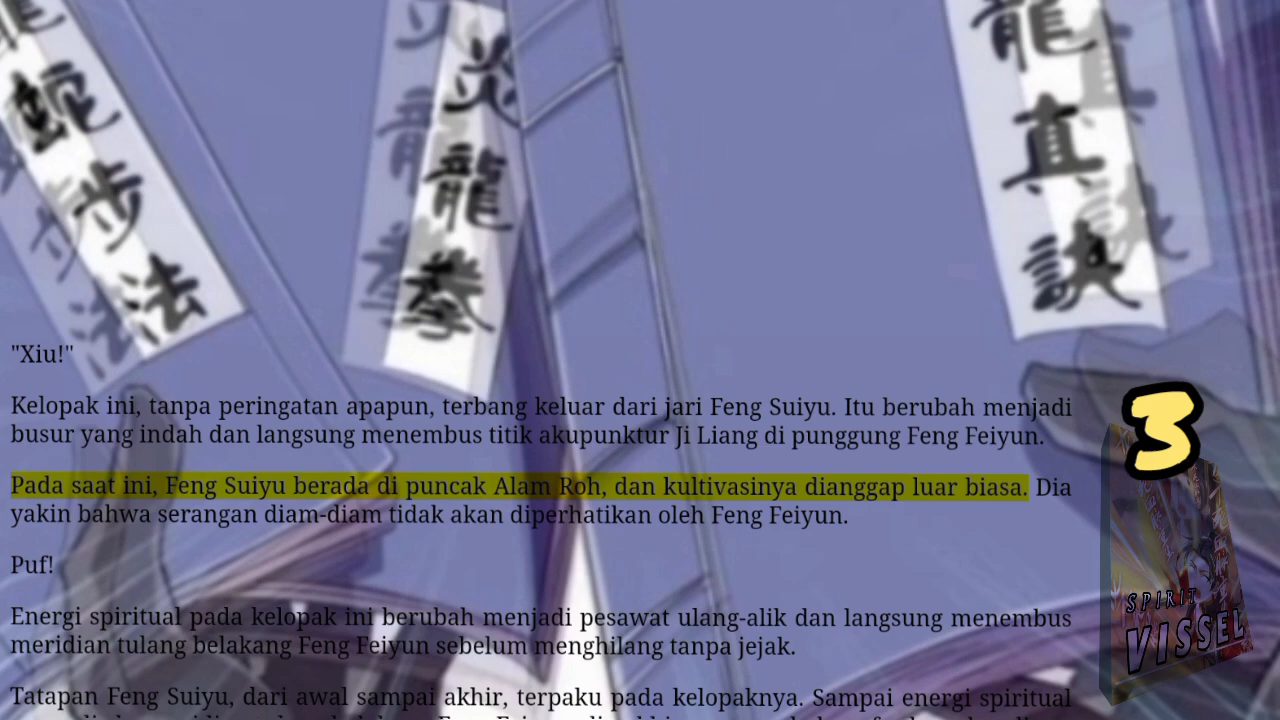 蛇步法
炎龍拳
龍真訣
"Xiu!"
Kelopak ini, tanpa peringatan apapun, terbang keluar dari jari Feng Suiyu. Itu berubah menjadi
busur yang indah dan langsung menembus titik akupunktur Ji Liang di punggung Feng Feiyun.
Pada saat ini, Feng Suiyu berada di puncak Alam Roh, dan kultivasinya dianggap luar biasa. Dia
yakin bahwa serangan diam-diam tidak akan diperhatikan oleh Feng Feiyun.
Puf!
Energi spiritual pada kelopak ini berubah menjadi pesawat ulang-alik dan langsung menembus
meridian tulang belakang Feng Feiyun sebelum menghilang tanpa jejak.
Tatapan Feng Suiyu, dari awal sampai akhir, terpaku pada kelopaknya. Sampai energi spiritual
3
SPIRIT
VISSEL